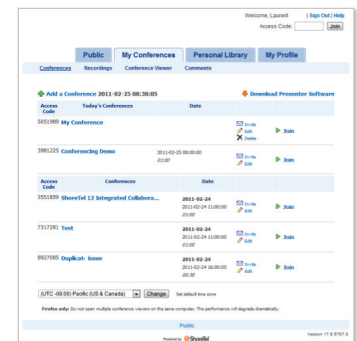 Welcome, Laurent | Sign Out | Help
Access Code: Join
Public My Conferences Personal Library My Profile
Conferences Recordings Conference Viewer Comments
Add a Conference 2011-02-25 08:38:05 Download Presenter Software
Access Code Today's Conferences Date
5051989 My Conference Invite Edit Delete Join
3981225 Conferencing Demo 2011-02-25 08:00:00 01:00 Invite Edit Join
Access Code Conferences Date
3551859 ShoreTel 12 Integrated Collabora... 2011-02-24 2011-02-24 11:00:00 01:00 Invite Edit Join
7317281 Test 2011-02-24 2011-02-24 11:00:00 01:00 Invite Edit Join
8927085 Duplicate issue 2011-02-24 2011-02-24 16:00:00 00:30 Invite Edit Join
(UTC -08:00) Pacific (US & Canada) Change Set default time zone
Firefox only: Do not open multiple conference viewers on the same computer. The performance will degrade dramatically.
Public
Powered by ShoreTel
Version 17.8.5707.0